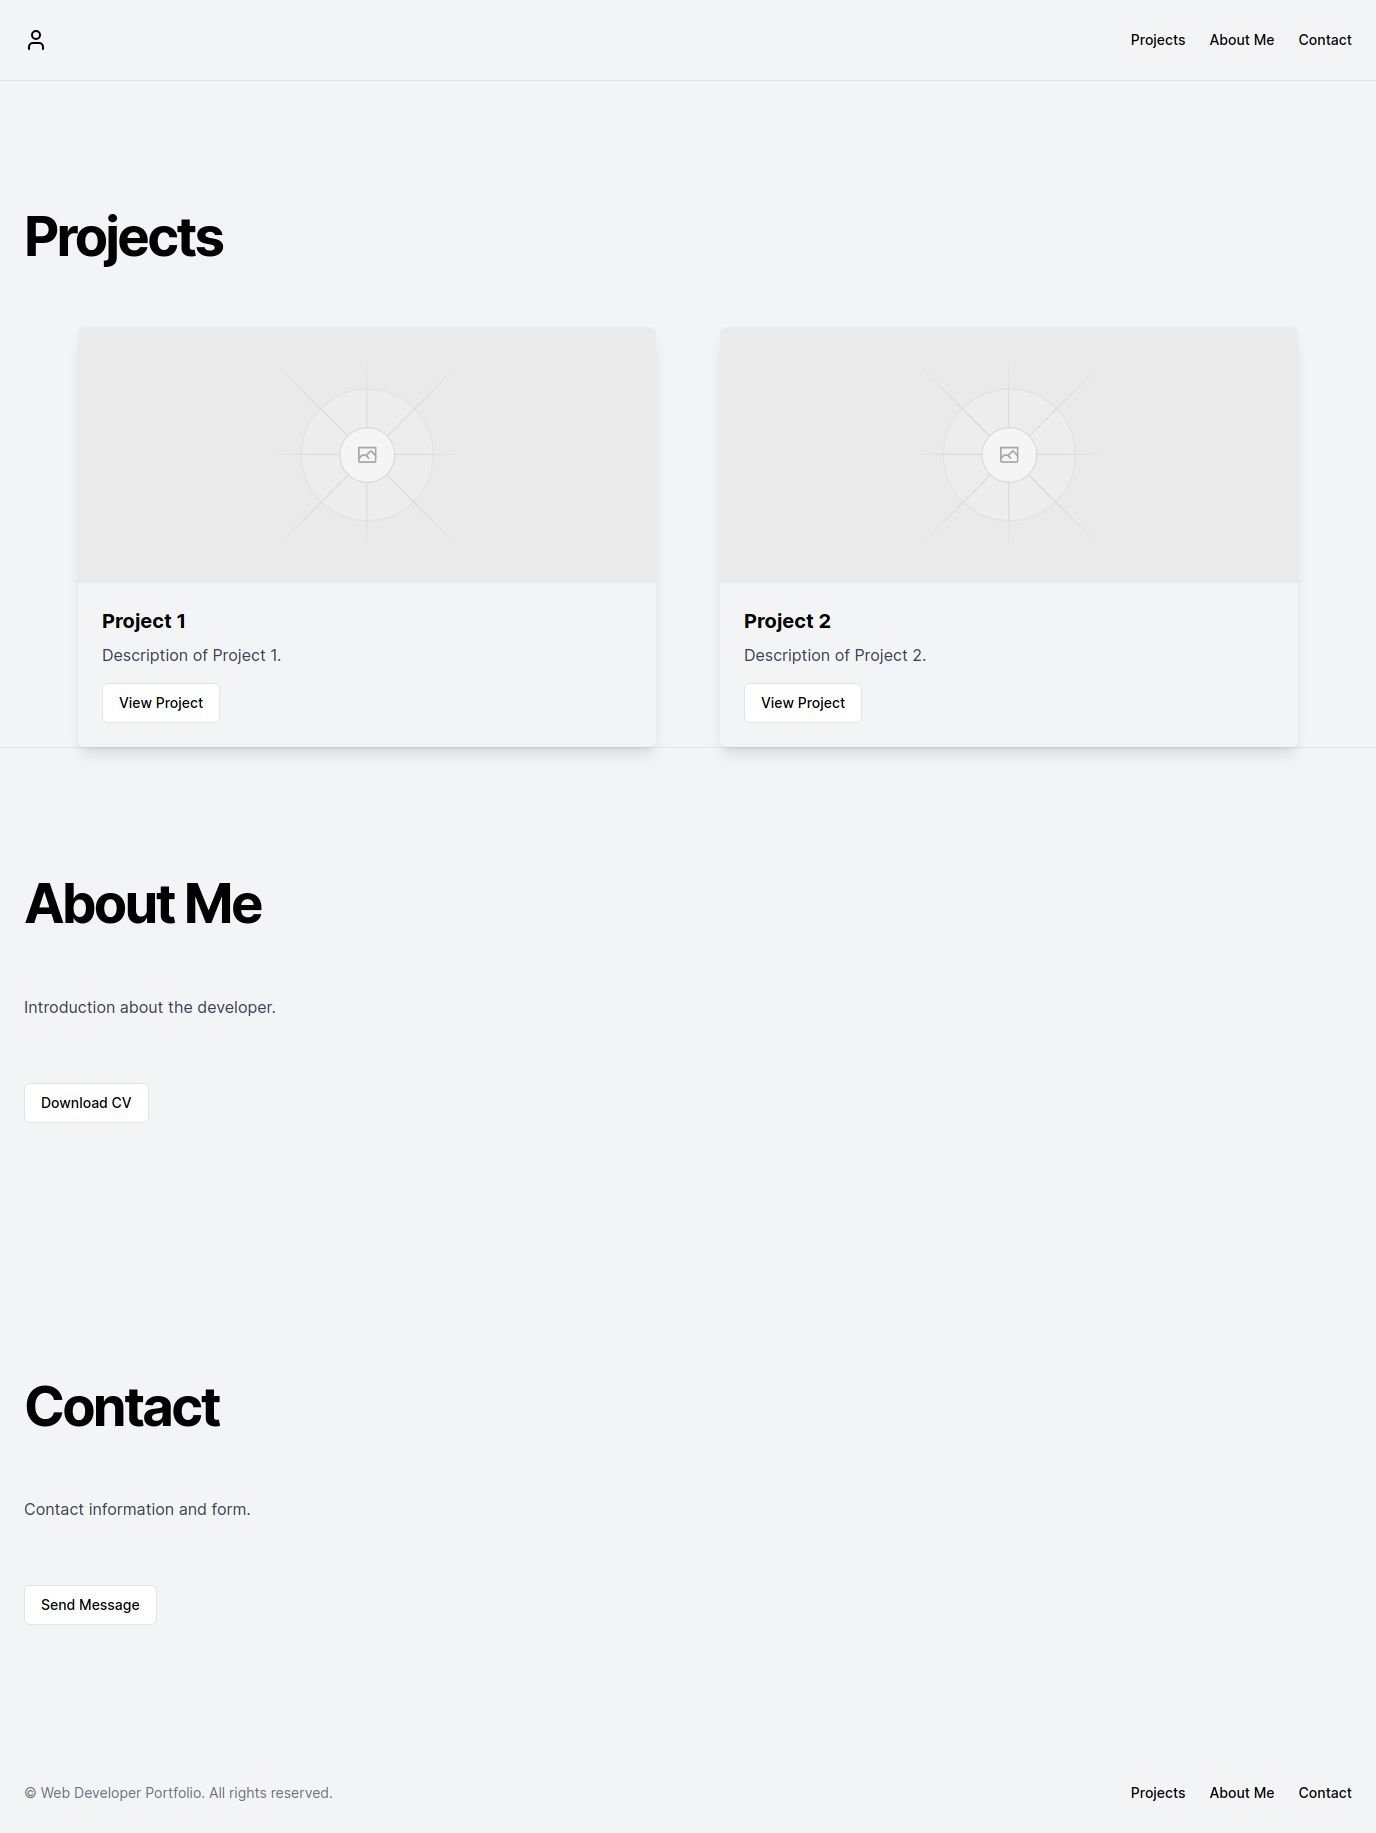 Projects About Me Contact
Projects
Project 1
Description of Project 1.
View Project
Project 2
Description of Project 2.
View Project
About Me
Introduction about the developer.
Download CV
Contact
Contact information and form.
Send Message
© Web Developer Portfolio. All rights reserved.
Projects About Me Contact